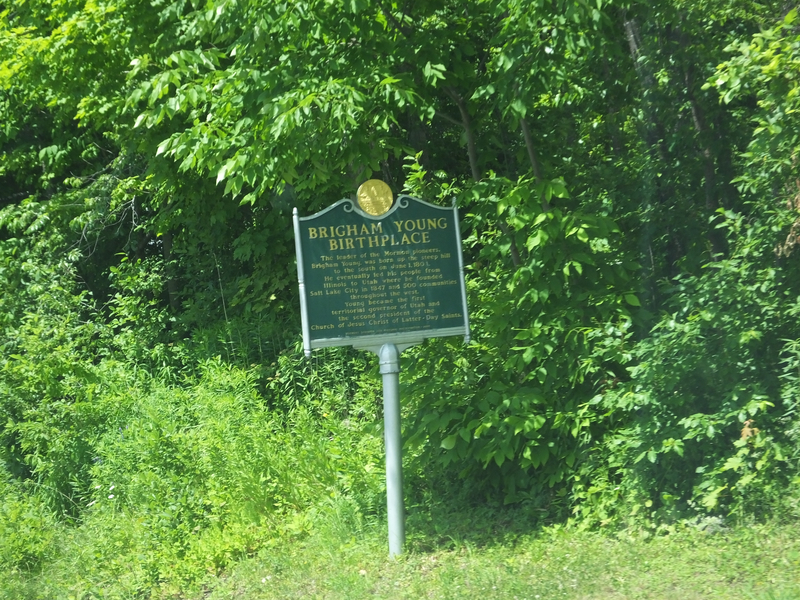 BRIGHAM YOUNG
BIRTHPLACE
The leader of the Mormon pioneers,
Brigham Young was born up the steep hill
to the south on June 1, 1801.
He eventually led his people from
Illinois to Utah where he founded
Salt Lake City in 1847 and 500 communities
throughout the west.
Young became the first
territorial governor of Utah and
the second president of the
Church of Jesus Christ of Latter-Day Saints.